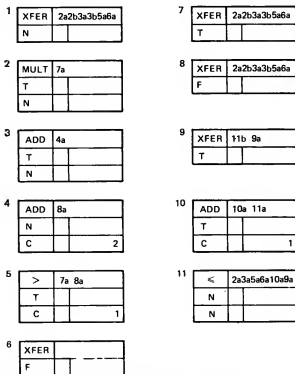 1 XFER 2a2b3a3b5a6a
N
2 MULT 7a
T
N
3 ADD 4a
T
N
4 ADD 8a
N
C 2
5 > 7a 8a
T
C 1
6 XFER
F
7 XFER 2a2b3a3b5a6a
T
8 XFER 2a2b3a3b5a6a
F
9 XFER 11b 9a
T
10 ADD 10a 11a
T
C 1
11 ⩽ 2a3a5a6a10a9a
N
N